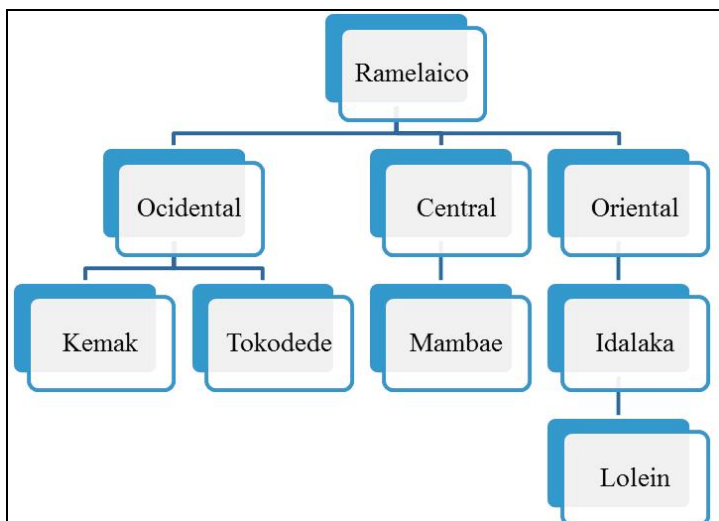 Ramelaico
Ocidental
Central
Oriental
Kemak
Tokodede
Mambae
Idalaka
Lolein